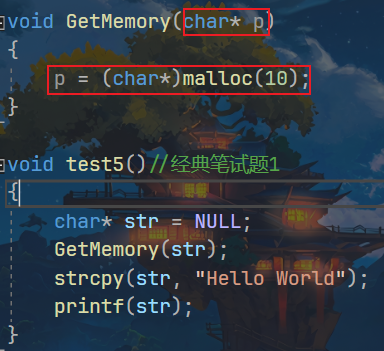 void GetMemory(char* p)
{
p = (char*)malloc(10);
}
void test5()//经典笔试题1
{
char* str = NULL;
GetMemory(str);
strcpy(str, "Hello World");
printf(str);
}